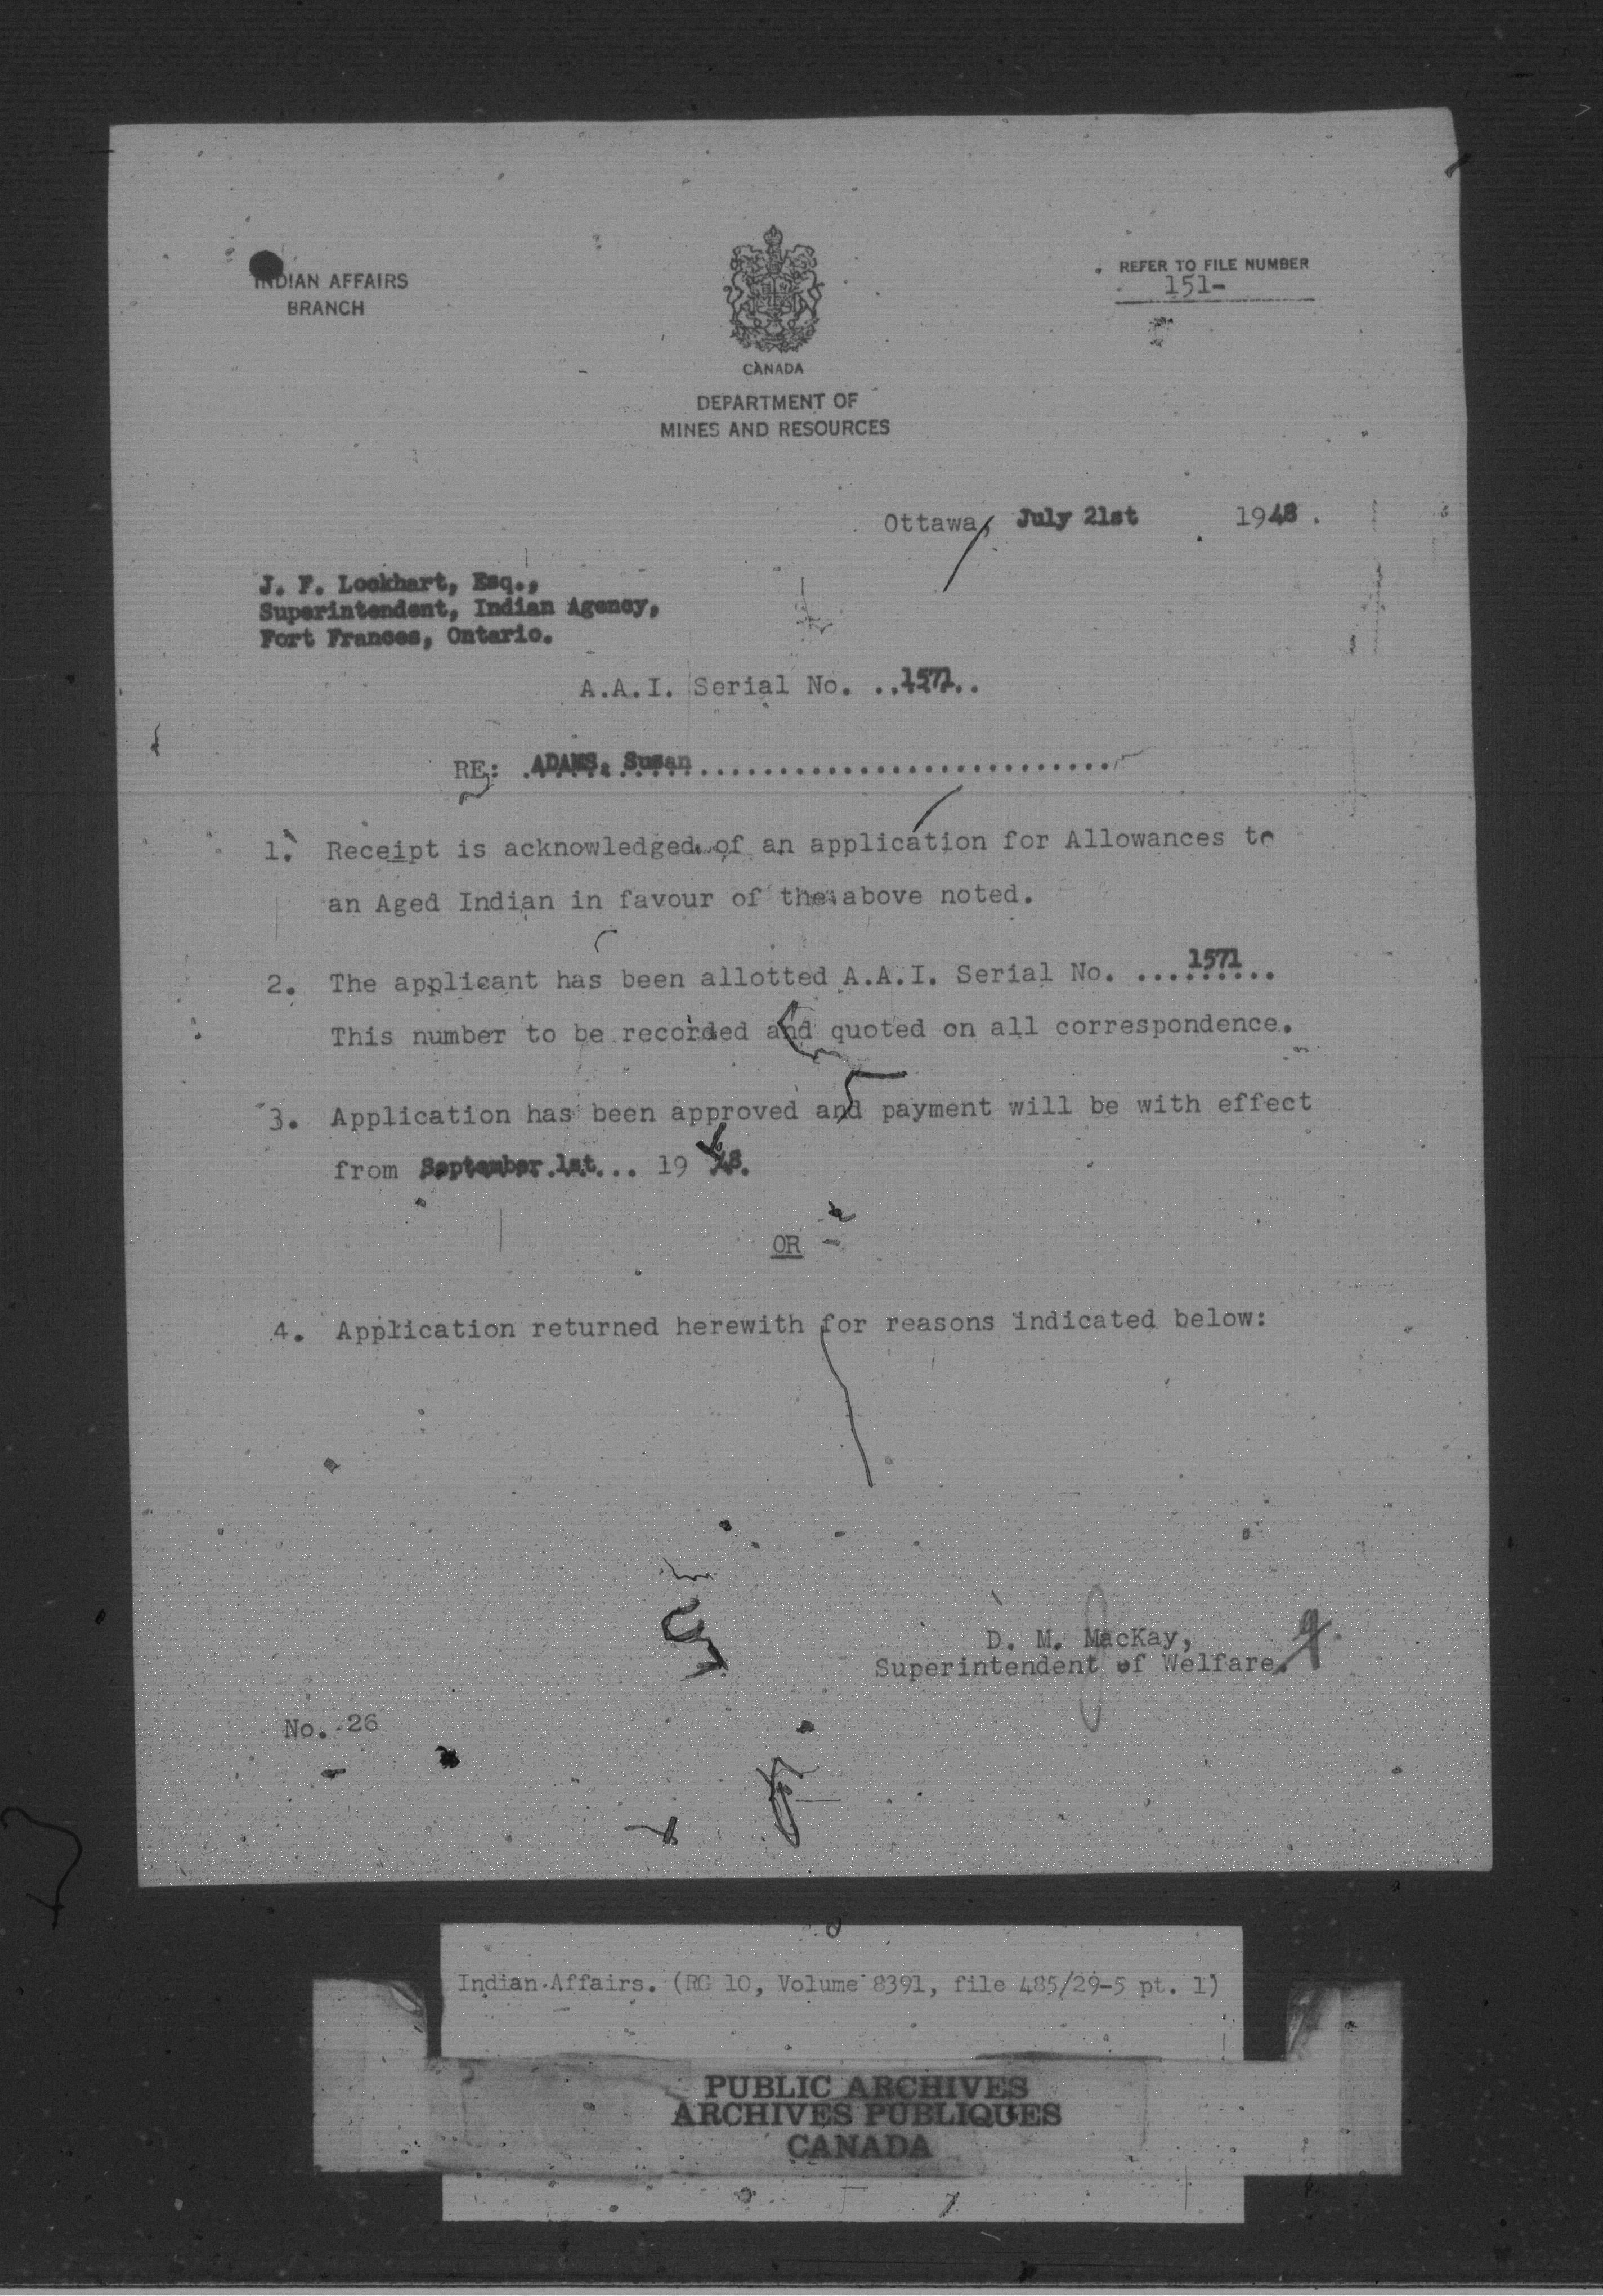 INDIAN AFFAIRS
BRANCH
CANADA
DEPARTMENT OF
MINES AND RESOURCES
REFER TO FILE NUMBER
151-
Ottawa, July 21st 1948.
J. F. Lockhart, Esq.,
Superintendent, Indian Agency,
Fort Frances, Ontario.
A.A.I. Serial No. ..1571..
RE: ADAMS, Susan
1. Receipt is acknowledged of an application for Allowances to
an Aged Indian in favour of the above noted.
2. The applicant has been allotted A.A.I. Serial No. ....1571...
This number to be recorded and quoted on all correspondence.
3. Application has been approved and payment will be with effect
from September 1st... 19 48.
OR
4. Application returned herewith for reasons indicated below:
D. M. MacKay,
Superintendent of Welfare.
No. 26
Indian Affairs. (RG 10, Volume 8391, file 485/29-5 pt. 1)
PUBLIC ARCHIVES
ARCHIVES PUBLIQUES
CANADA